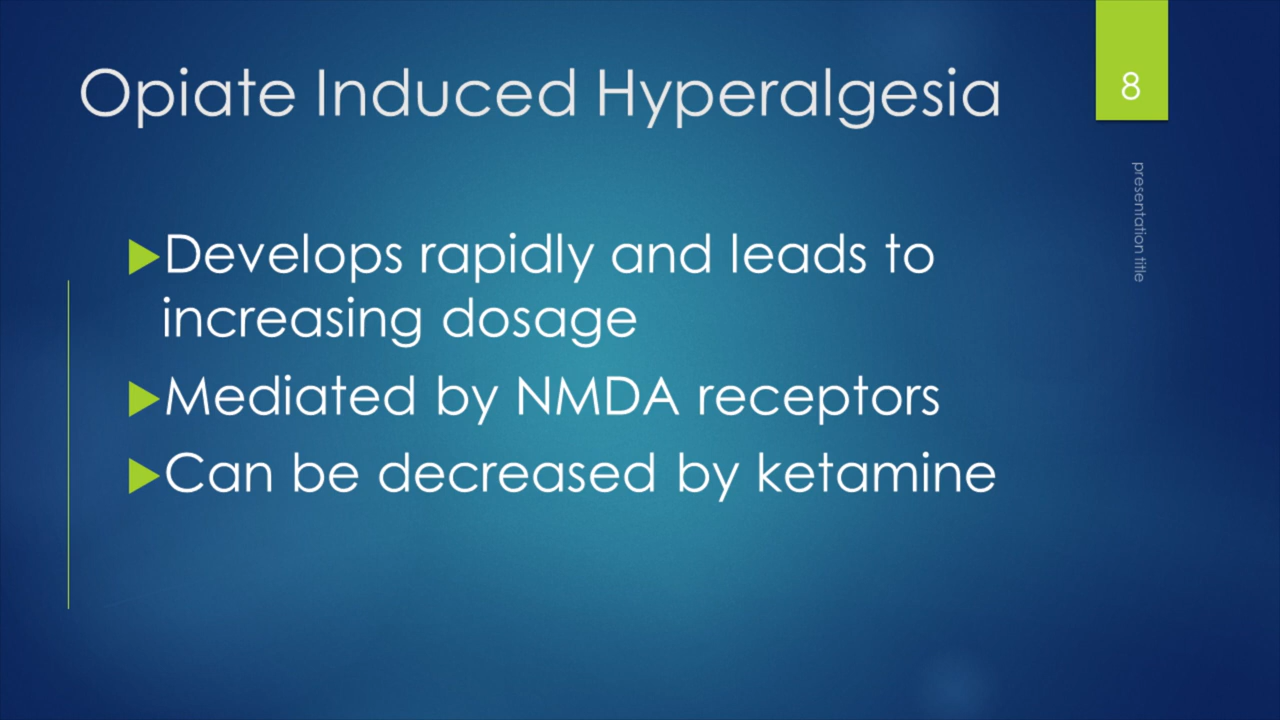 Opiate Induced Hyperalgesia
8
presentation title
Develops rapidly and leads to
increasing dosage
Mediated by NMDA receptors
Can be decreased by ketamine